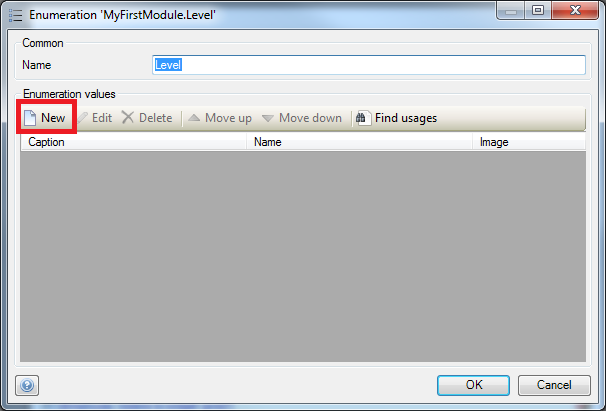 Enumeration 'MyFirstModule.Level'
Common
Name Level
Enumeration values
New Edit Delete Move up Move down Find usages
Caption Name Image
OK Cancel